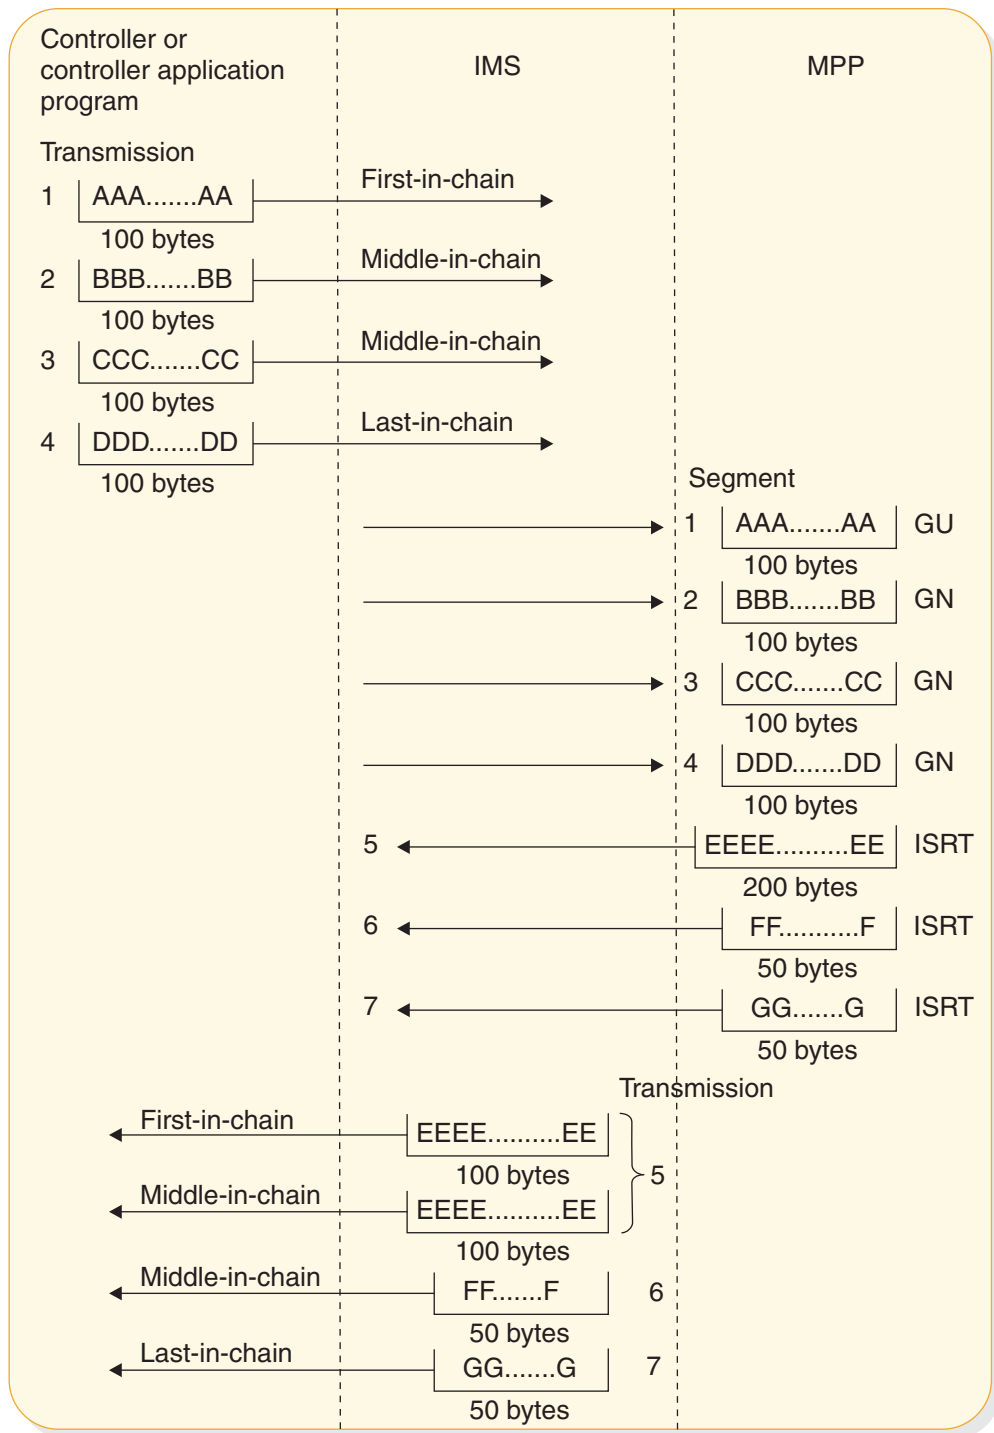 Controller or
controller application
program
IMS
MPP
Transmission
1 AAA.......AA First-in-chain
100 bytes
2 BBB.......BB Middle-in-chain
100 bytes
3 CCC.......CC Middle-in-chain
100 bytes
4 DDD.......DD Last-in-chain
100 bytes
Segment
1 AAA.......AA GU
100 bytes
2 BBB.......BB GN
100 bytes
3 CCC.......CC GN
100 bytes
4 DDD.......DD GN
100 bytes
5 EEEE..........EE ISRT
200 bytes
6 FF...........F ISRT
50 bytes
7 GG.......G ISRT
50 bytes
Transmission
First-in-chain EEEE..........EE
100 bytes
5
Middle-in-chain EEEE..........EE
100 bytes
Middle-in-chain FF.......F 6
50 bytes
Last-in-chain GG.......G 7
50 bytes